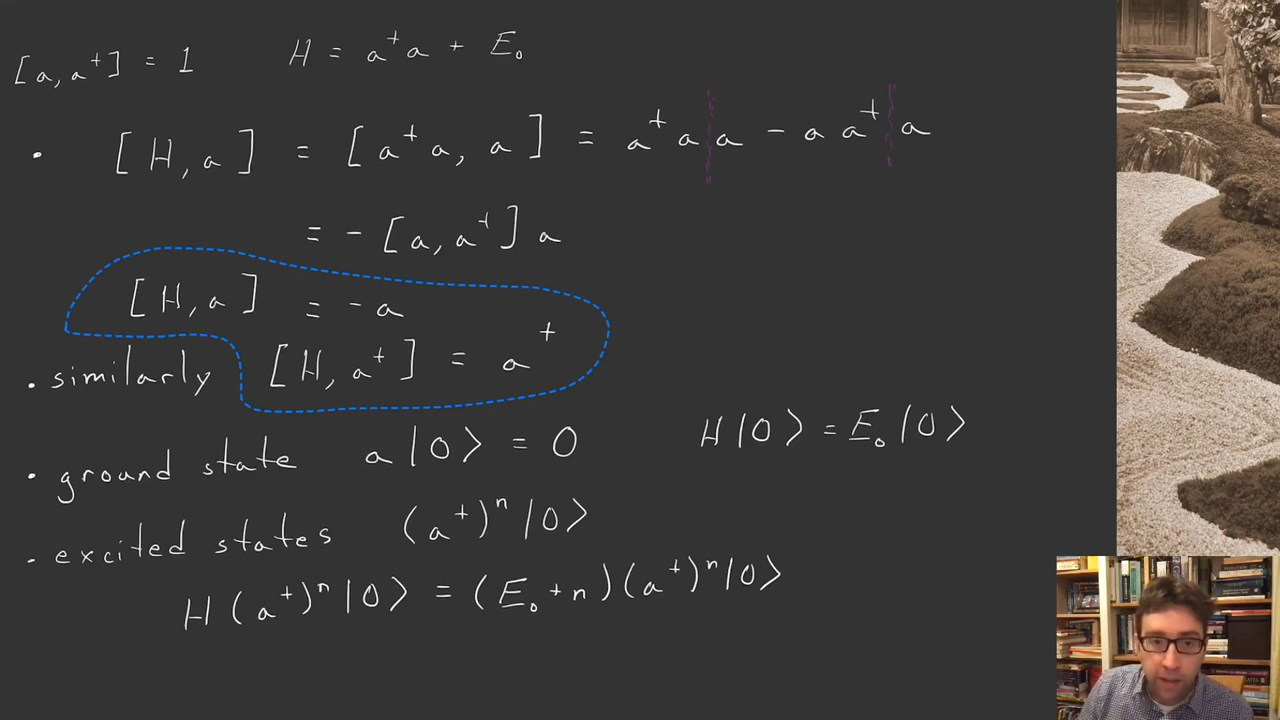 [a, a†] = 1 H = a†a + E₀
• [H, a] = [a†a, a] = a†a a - a a† a
= - [a, a†] a
[H, a] = - a
• similarly [H, a†] = a†
• ground state a|0⟩ = 0 H|0⟩ = E₀|0⟩
• excited states (a†)ⁿ|0⟩
H(a†)ⁿ|0⟩ = (E₀ + n)(a†)ⁿ|0⟩